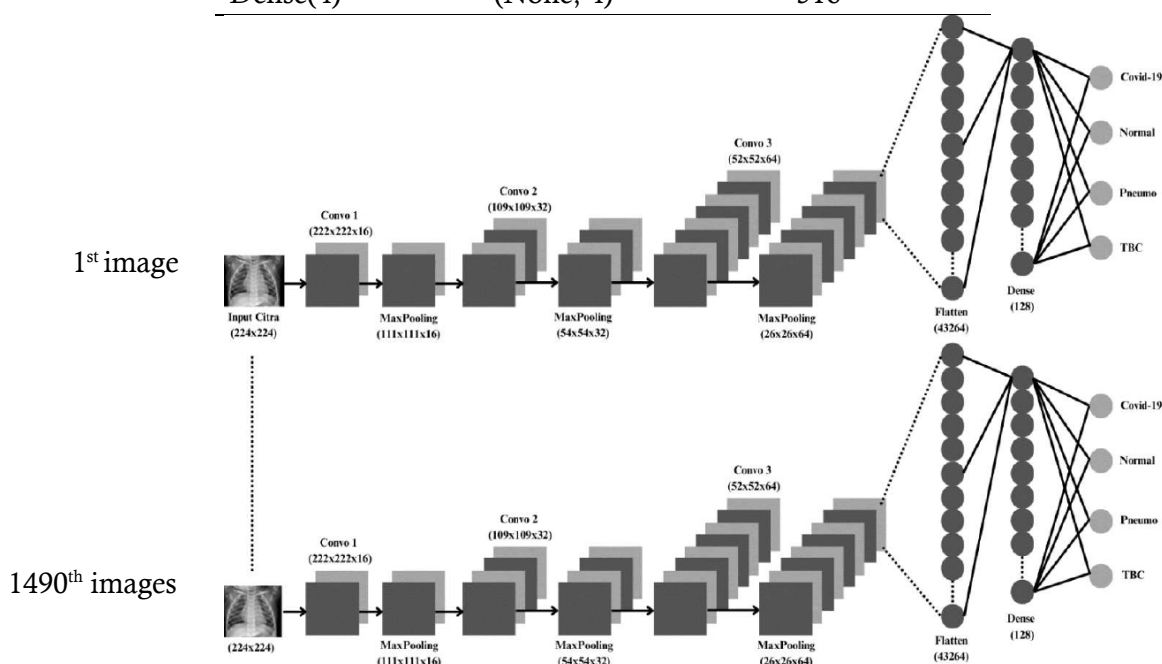 Dense(4) (None, 4) 516
Covid-19
Normal
Pneumo
TBC
Convo 3
(52x52x64)
Convo 2
(109x109x32)
Convo 1
(222x222x16)
1st image
Input Citra
(224x224)
MaxPooling
(111x111x16)
MaxPooling
(54x54x32)
MaxPooling
(26x26x64)
Flatten
(43264)
Dense
(128)
Covid-19
Normal
Pneumo
TBC
Convo 3
(52x52x64)
Convo 2
(109x109x32)
Convo 1
(222x222x16)
1490th images
(224x224)
MaxPooling
(111x111x16)
MaxPooling
(54x54x32)
MaxPooling
(26x26x64)
Flatten
(43264)
Dense
(128)